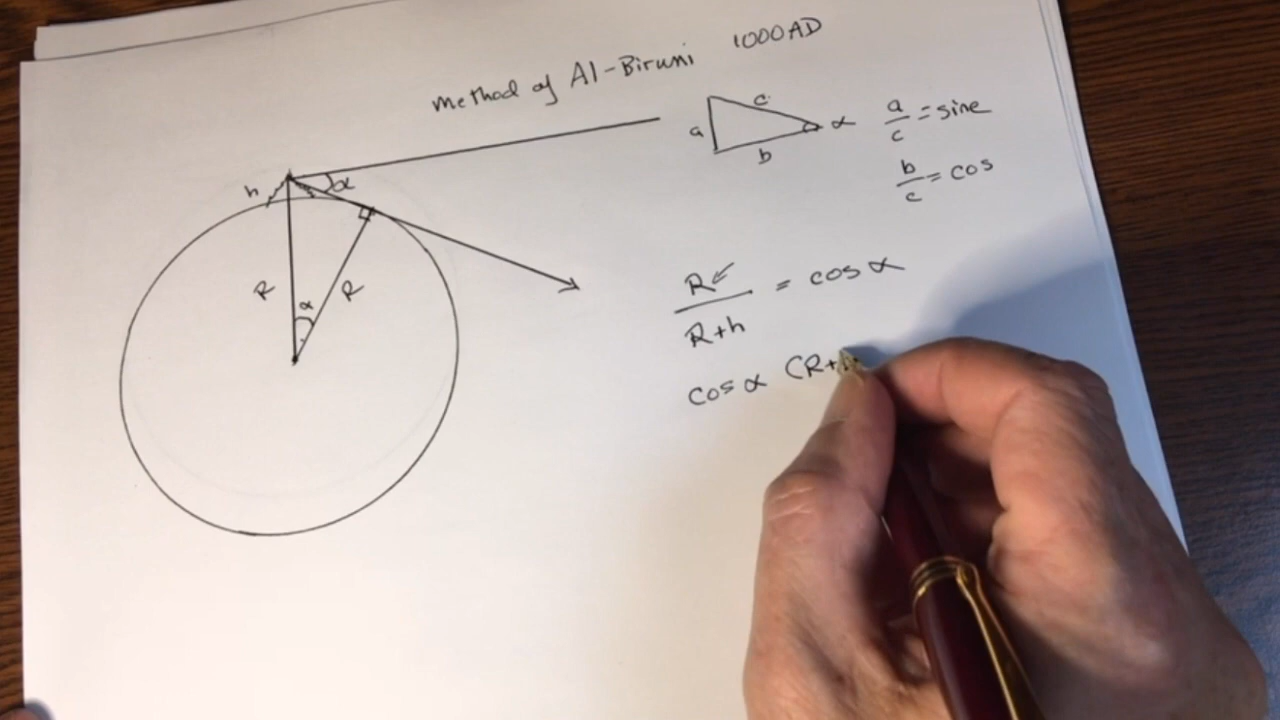 Method of Al-Biruni 1000AD
c
a
α
b
a/c = sine
b/c = cos
h
α
R
R
α
R/R+h = cos α
cos α (R+